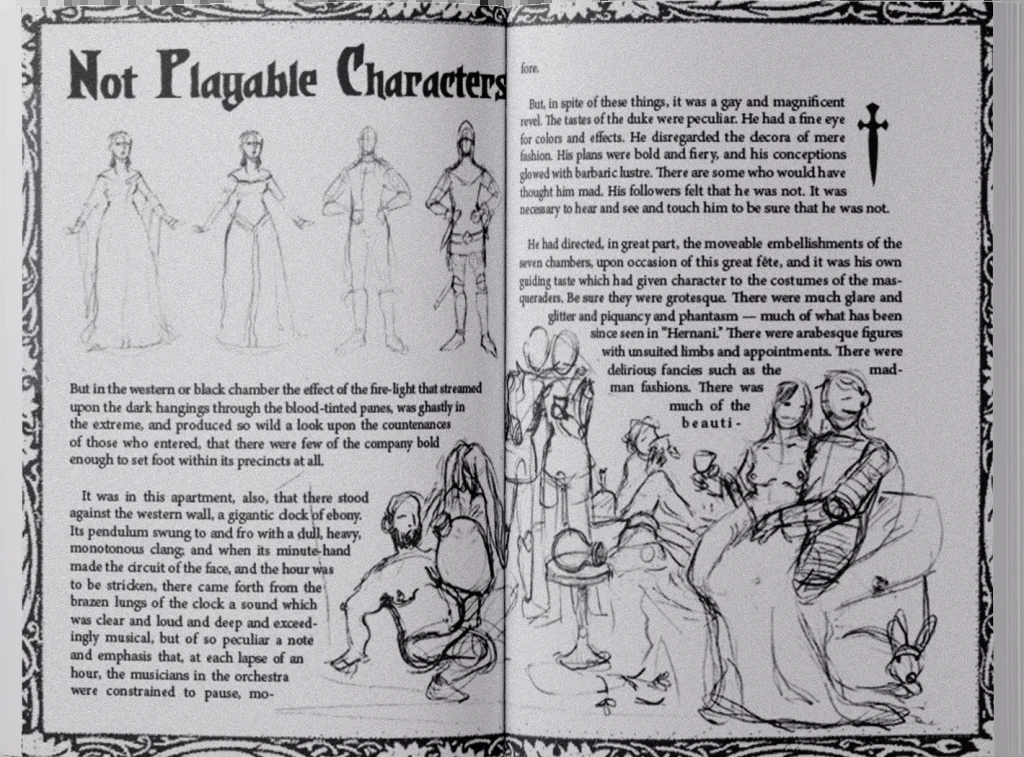 Not Playable Characters
But in the western or black chamber the effect of the fire-light that streamed
upon the dark hangings through the blood-tinted panes, was ghastly in
the extreme, and produced so wild a look upon the countenances
of those who entered, that there were few of the company bold
enough to set foot within its precincts at all.
It was in this apartment, also, that there stood
against the western wall, a gigantic clock of ebony.
Its pendulum swung to and fro with a dull, heavy,
monotonous clang; and when its minute-hand
made the circuit of the face, and the hour was
to be stricken, there came forth from the
brazen lungs of the clock a sound which
was clear and loud and deep and exceed-
ingly musical, but of so peculiar a note
and emphasis that, at each lapse of an
hour, the musicians in the orchestra
were constrained to pause, mo-
fore.
But, in spite of these things, it was a gay and magnificent
revel. The tastes of the duke were peculiar. He had a fine eye
for colors and effects. He disregarded the decora of mere
fashion. His plans were bold and fiery, and his conceptions
glowed with barbaric lustre. There are some who would have
thought him mad. His followers felt that he was not. It was
necessary to hear and see and touch him to be sure that he was not.
He had directed, in great part, the moveable embellishments of the
seven chambers, upon occasion of this great fête, and it was his own
guiding taste which had given character to the costumes of the mas-
queraders. Be sure they were grotesque. There were much glare and
glitter and piquancy and phantasm — much of what has been
since seen in "Hernani." There were arabesque figures
with unsuited limbs and appointments. There were
delirious fancies such as the mad-
man fashions. There was
much of the
beauti-